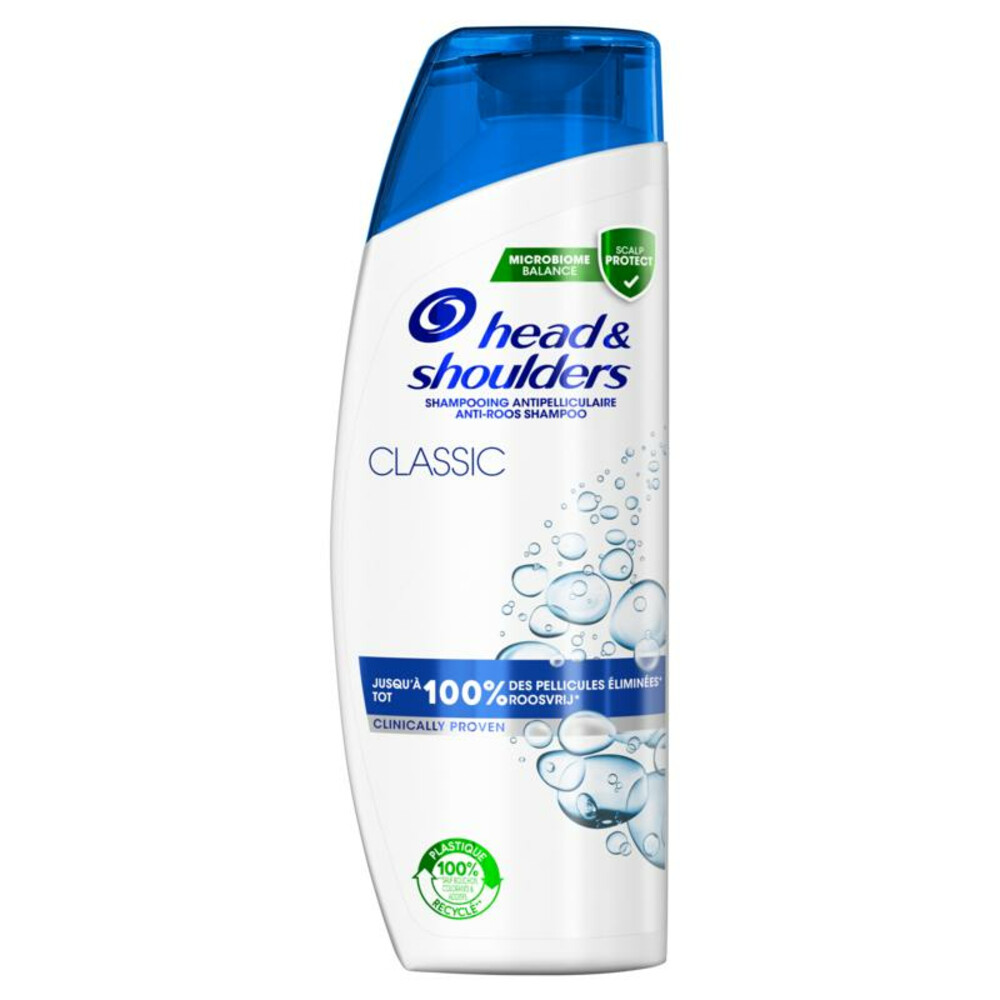 MICROBIOME
BALANCE
SCALP
PROTECT
head &
shoulders
SHAMPOOING ANTIPELLICULAIRE
ANTI-ROOS SHAMPOO
CLASSIC
JUSQU'À
TOT
100%
DES PELLICULES ÉLIMINÉES*
ROOSVRIJ*
CLINICALLY PROVEN
PLASTIQUE
100%
RECYCLÉ**